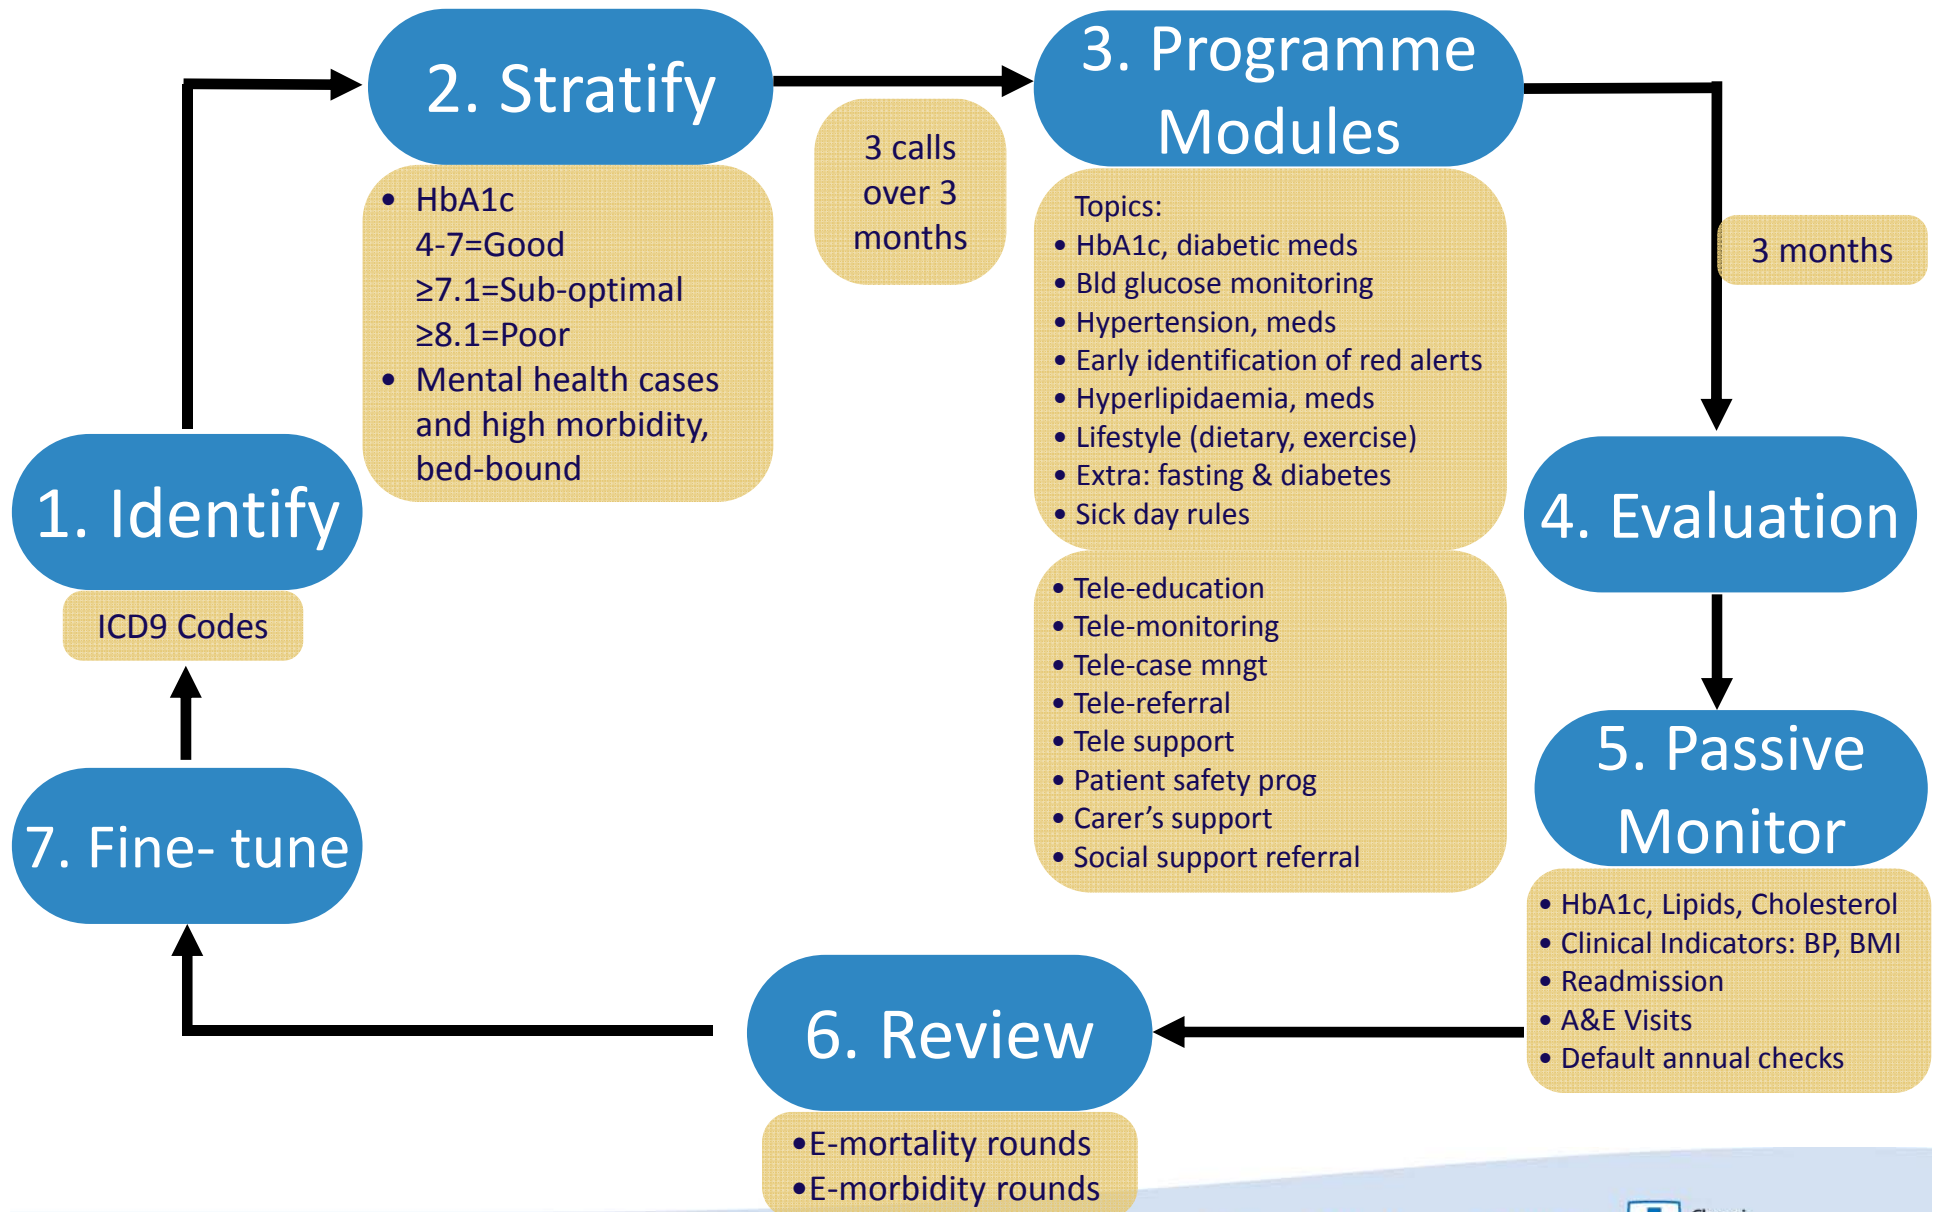 1. Identify
ICD9 Codes
2. Stratify
• HbA1c
4-7=Good
≥7.1=Sub-optimal
≥8.1=Poor
• Mental health cases
and high morbidity,
bed-bound
3 calls
over 3
months
3. Programme
Modules
Topics:
• HbA1c, diabetic meds
• Bld glucose monitoring
• Hypertension, meds
• Early identification of red alerts
• Hyperlipidaemia, meds
• Lifestyle (dietary, exercise)
• Extra: fasting & diabetes
• Sick day rules
• Tele-education
• Tele-monitoring
• Tele-case mngt
• Tele-referral
• Tele support
• Patient safety prog
• Carer’s support
• Social support referral
3 months
4. Evaluation
5. Passive
Monitor
• HbA1c, Lipids, Cholesterol
• Clinical Indicators: BP, BMI
• Readmission
• A&E Visits
• Default annual checks
6. Review
•E-mortality rounds
•E-morbidity rounds
7. Fine- tune